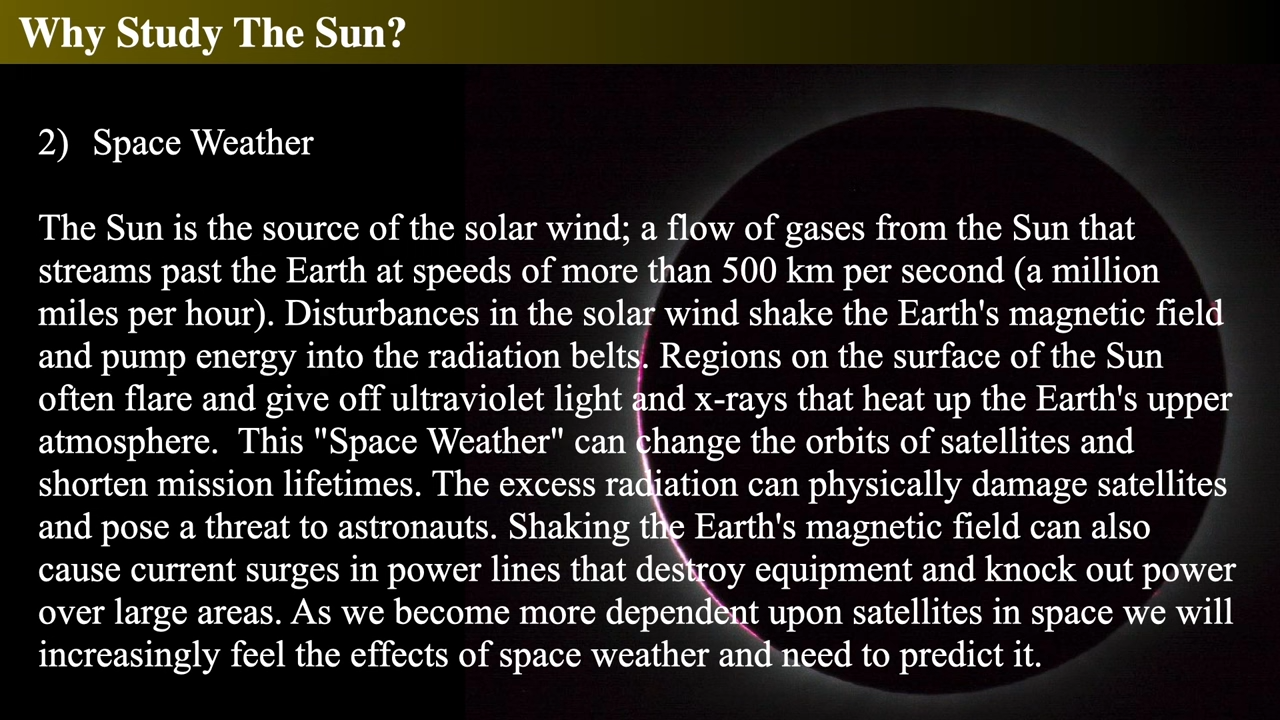 Why Study The Sun?
2) Space Weather
The Sun is the source of the solar wind; a flow of gases from the Sun that
streams past the Earth at speeds of more than 500 km per second (a million
miles per hour). Disturbances in the solar wind shake the Earth's magnetic field
and pump energy into the radiation belts. Regions on the surface of the Sun
often flare and give off ultraviolet light and x-rays that heat up the Earth's upper
atmosphere.  This "Space Weather" can change the orbits of satellites and
shorten mission lifetimes. The excess radiation can physically damage satellites
and pose a threat to astronauts. Shaking the Earth's magnetic field can also
cause current surges in power lines that destroy equipment and knock out power
over large areas. As we become more dependent upon satellites in space we will
increasingly feel the effects of space weather and need to predict it.